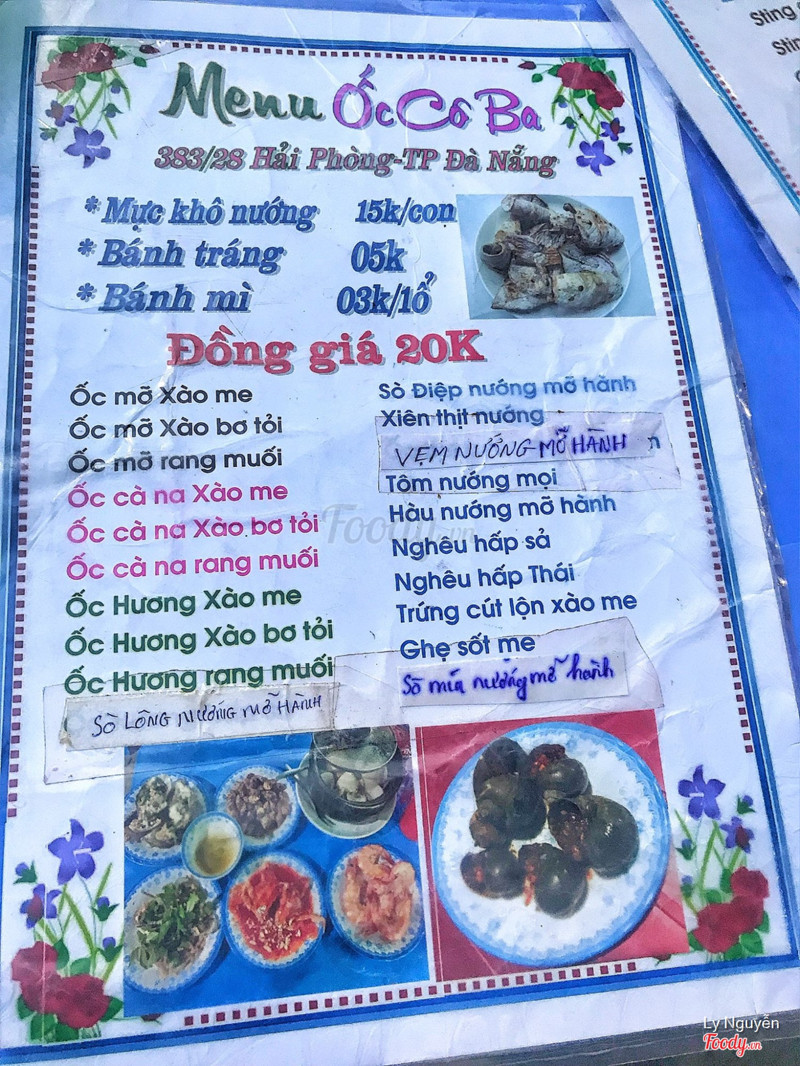 Menu Ốc Cô Ba
383/28 Hải Phòng-TP Đà Nẵng
*Mực khô nướng 15k/con
*Bánh tráng 05k
*Bánh mì 03k/1ổ
Đồng giá 20K
Ốc mỡ Xào me
Ốc mỡ Xào bơ tỏi
Ốc mỡ rang muối
Ốc cà na Xào me
Ốc cà na Xào bơ tỏi
Ốc cà na rang muối
Ốc Hương Xào me
Ốc Hương Xào bơ tỏi
Ốc Hương rang muối
SÒ LÔNG NƯỚNG MỠ HÀNH
Sò Điệp nướng mỡ hành
Xiên thịt nướng
VẸM NƯỚNG MỠ HÀNH
Tôm nướng mọi
Hàu nướng mỡ hành
Nghêu hấp sả
Nghêu hấp Thái
Trứng cút lộn xào me
Ghẹ sốt me
Sò mía nướng mỡ hành
Sting
Foody.vn
Ly Nguyễn
Foody.vn